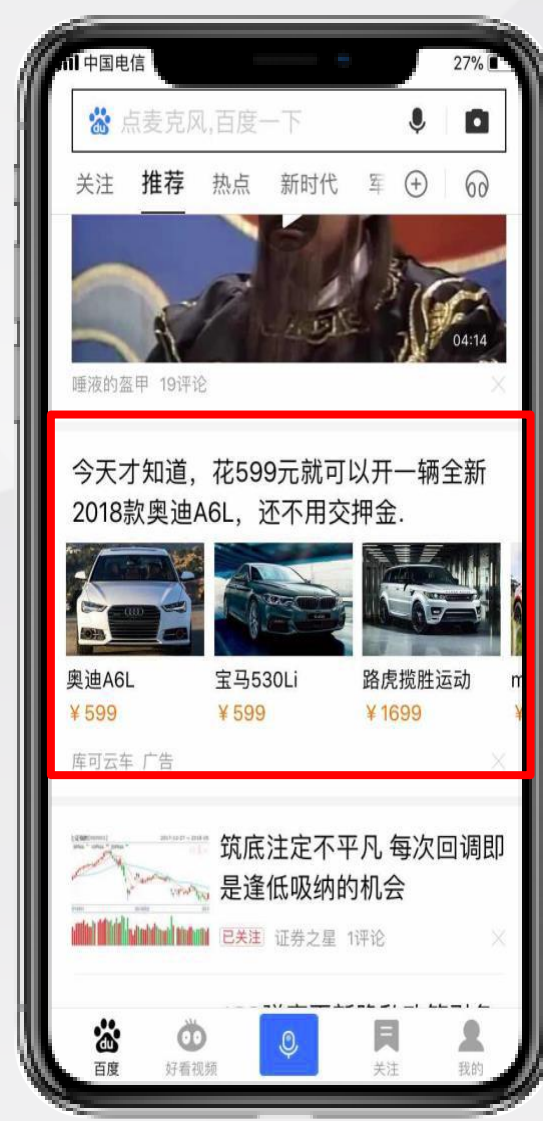 中国电信
27%
du 点麦克风,百度一下
关注 推荐 热点 新时代 军
04:14
唾液的盔甲 19评论
今天才知道，花599元就可以开一辆全新
2018款奥迪A6L，还不用交押金.
奥迪A6L 宝马530Li 路虎揽胜运动 m
¥599 ¥599 ¥1699 ¥
库可云车 广告
筑底注定不平凡 每次回调即
是逢低吸纳的机会
已关注 证券之星 1评论
du
百度 好看视频 关注 我的